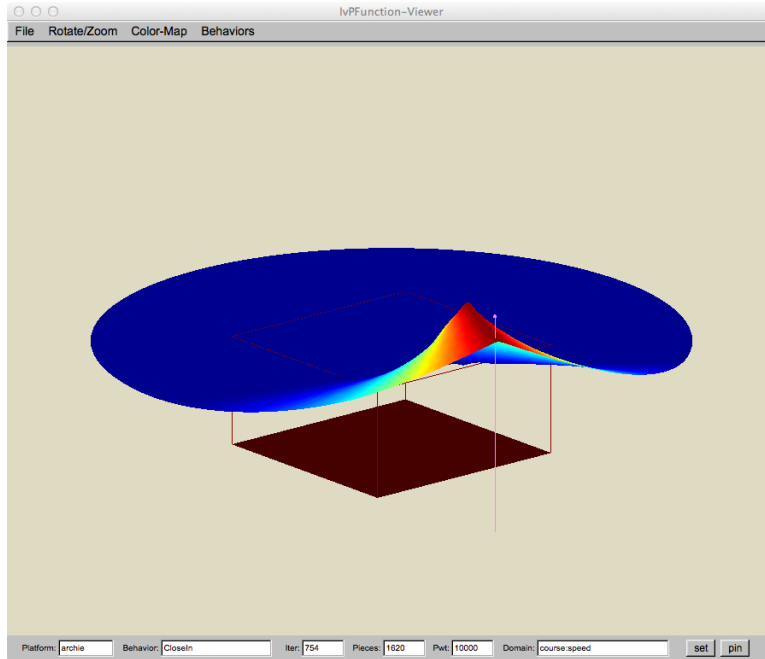 IvPFunction-Viewer
File Rotate/Zoom Color-Map Behaviors
Platform: archie Behavior: CloseIn Iter: 754 Pieces: 1620 Pwt: 10000 Domain: course:speed set pin